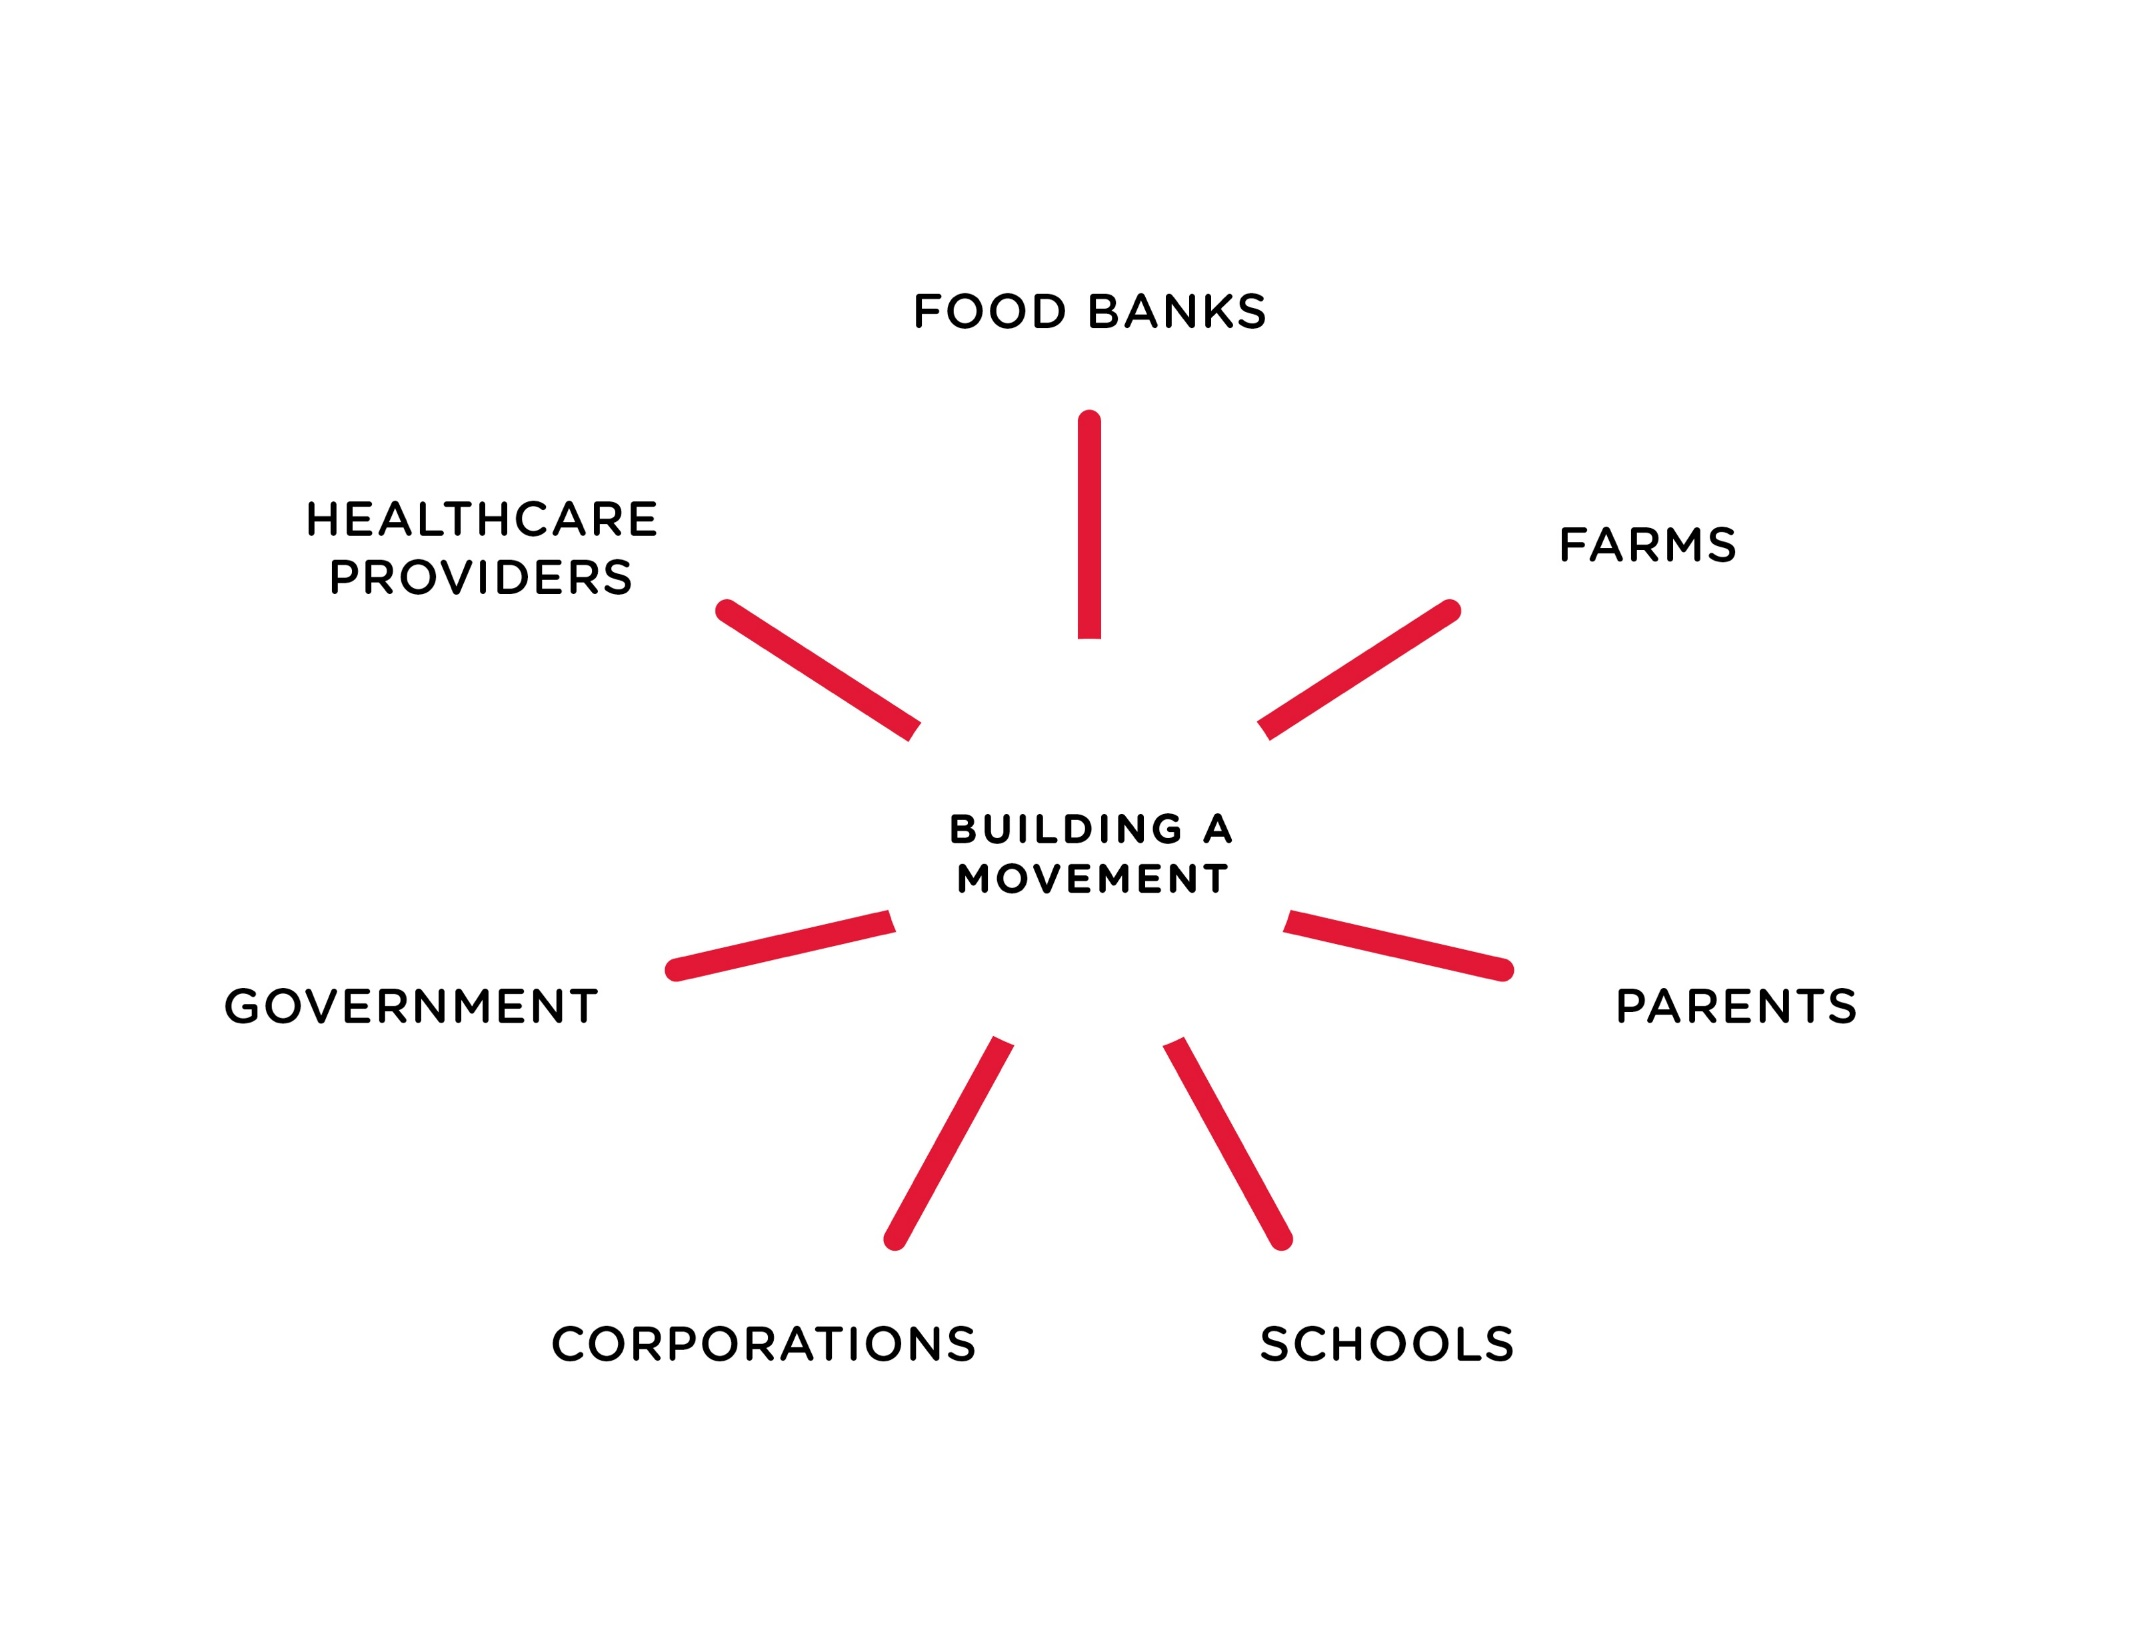 FOOD BANKS
HEALTHCARE
PROVIDERS
FARMS
BUILDING A
MOVEMENT
GOVERNMENT
PARENTS
CORPORATIONS
SCHOOLS